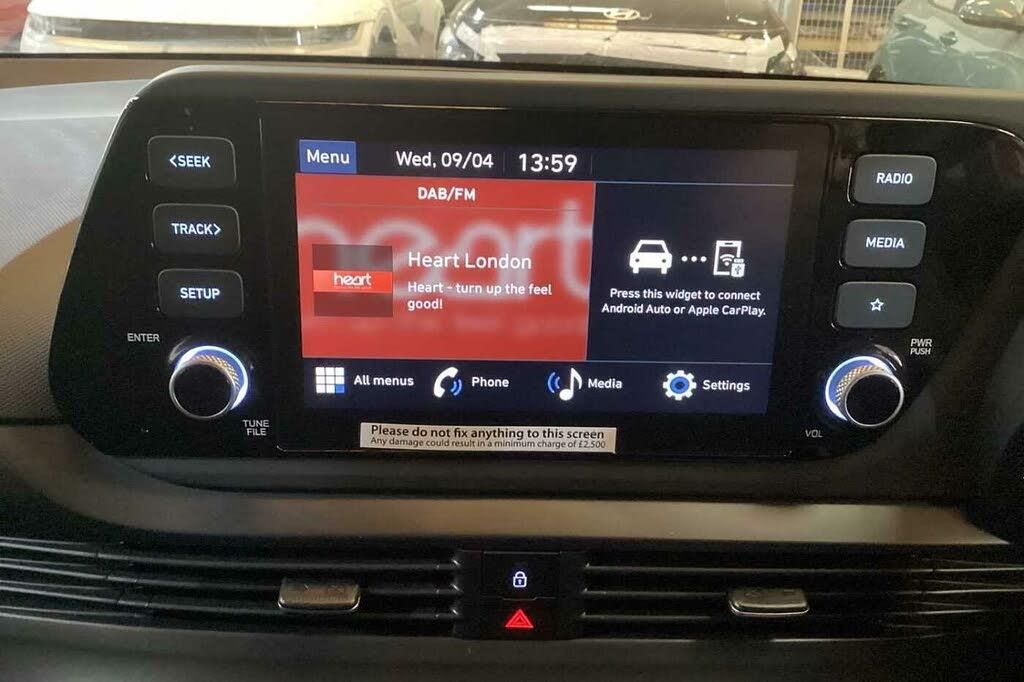 <SEEK
TRACK>
SETUP
ENTER
TUNE
FILE
Menu
Wed, 09/04
13:59
DAB/FM
heart
heart
Heart London
Heart - turn up the feel
good!
Press this widget to connect
Android Auto or Apple CarPlay.
All menus
Phone
Media
Settings
Please do not fix anything to this screen
Any damage could result in a minimum charge of £2,500
RADIO
MEDIA
PWR
PUSH
VOL